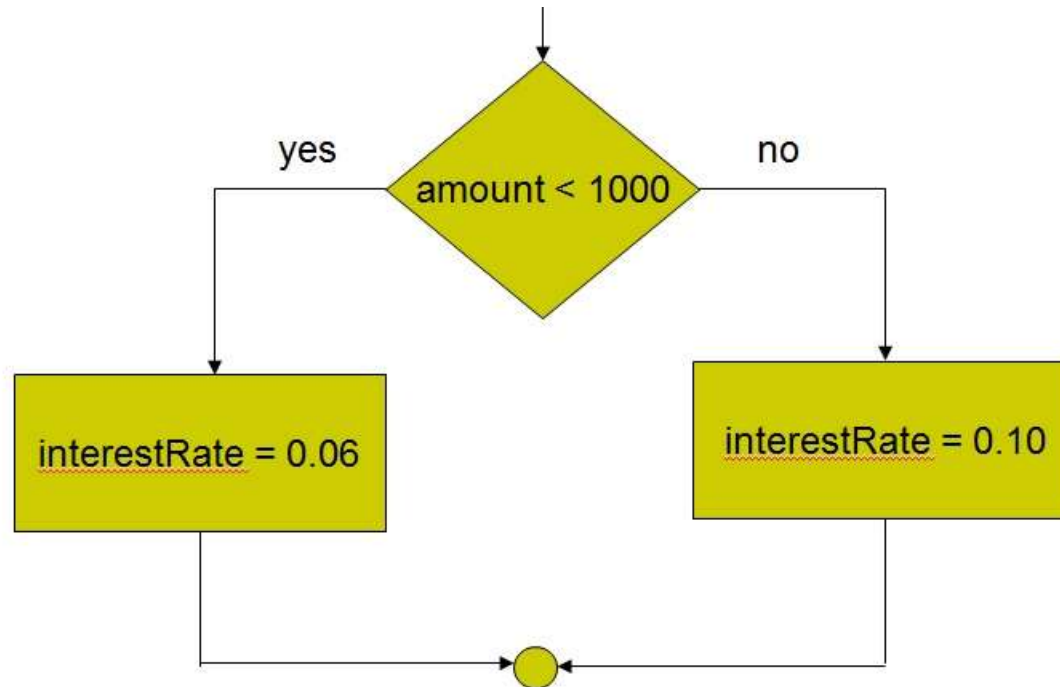 yes
no
amount < 1000
interestRate = 0.06
interestRate = 0.10